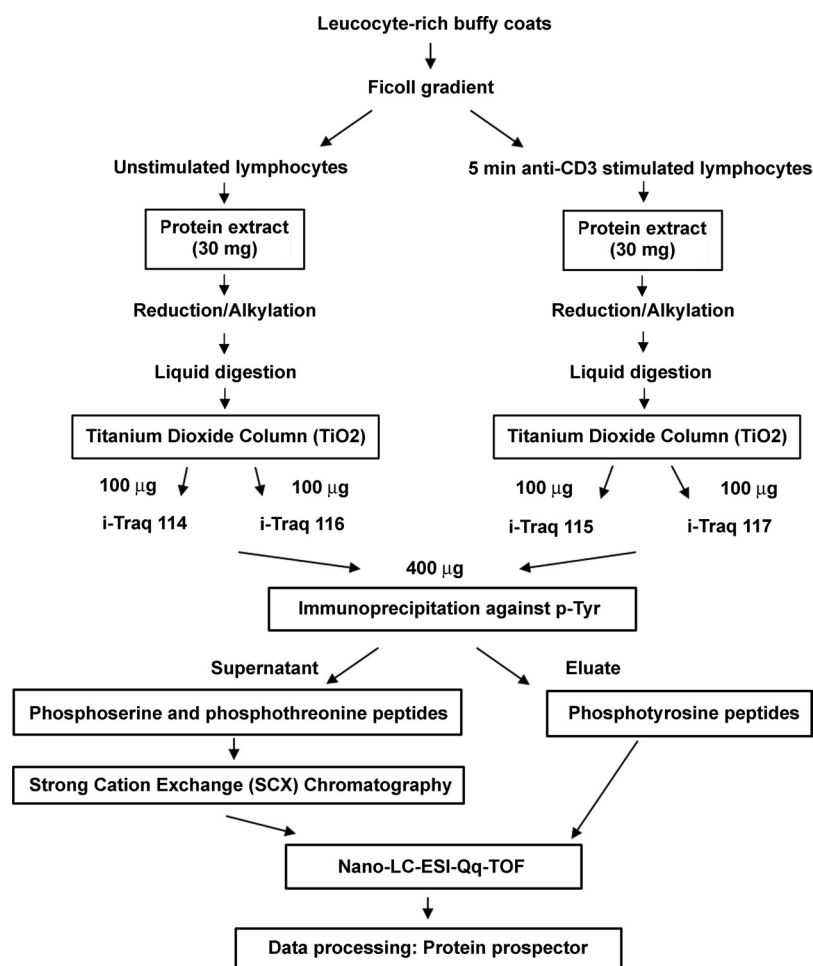 Leucocyte-rich buffy coats
Ficoll gradient
Unstimulated lymphocytes
5 min anti-CD3 stimulated lymphocytes
Protein extract
(30 mg)
Protein extract
(30 mg)
Reduction/Alkylation
Reduction/Alkylation
Liquid digestion
Liquid digestion
Titanium Dioxide Column (TiO2)
Titanium Dioxide Column (TiO2)
100 μg
100 μg
100 μg
100 μg
i-Traq 114
i-Traq 116
i-Traq 115
i-Traq 117
400 μg
Immunoprecipitation against p-Tyr
Supernatant
Eluate
Phosphoserine and phosphothreonine peptides
Phosphotyrosine peptides
Strong Cation Exchange (SCX) Chromatography
Nano-LC-ESI-Qq-TOF
Data processing: Protein prospector